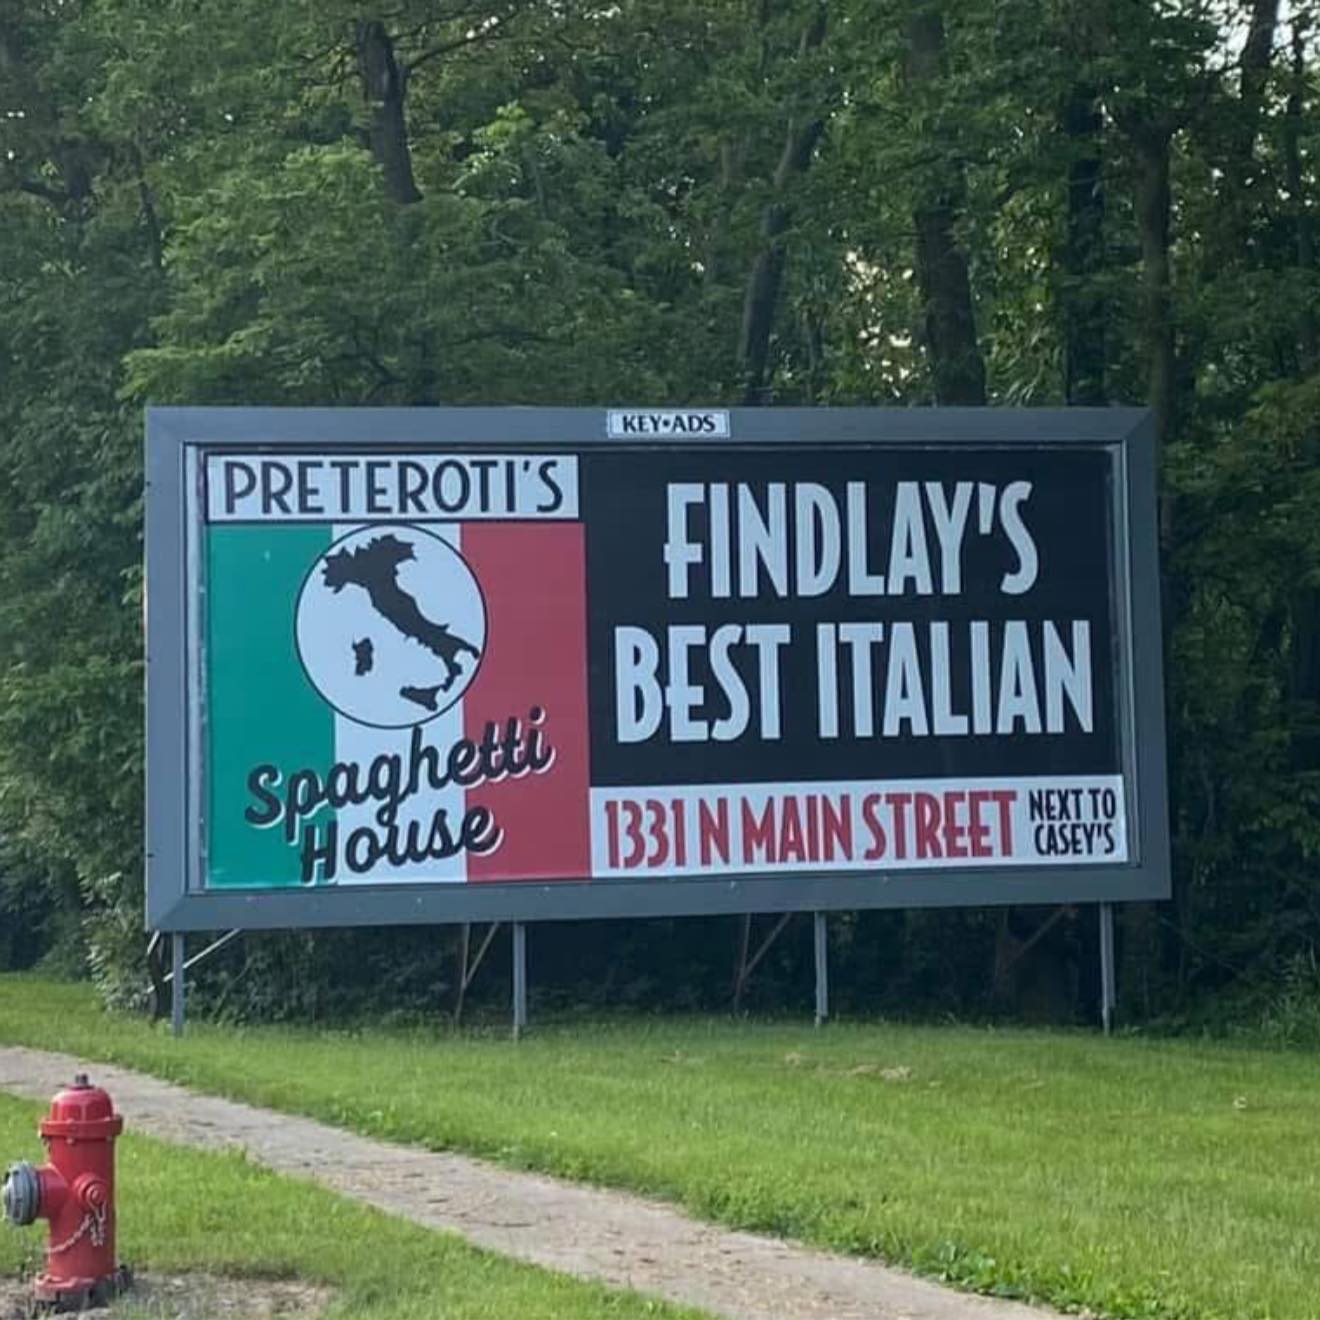 KEY•ADS
PRETEROTI'S
Spaghetti
House
FINDLAY'S
BEST ITALIAN
1331 N MAIN STREET
NEXT TO
CASEY'S